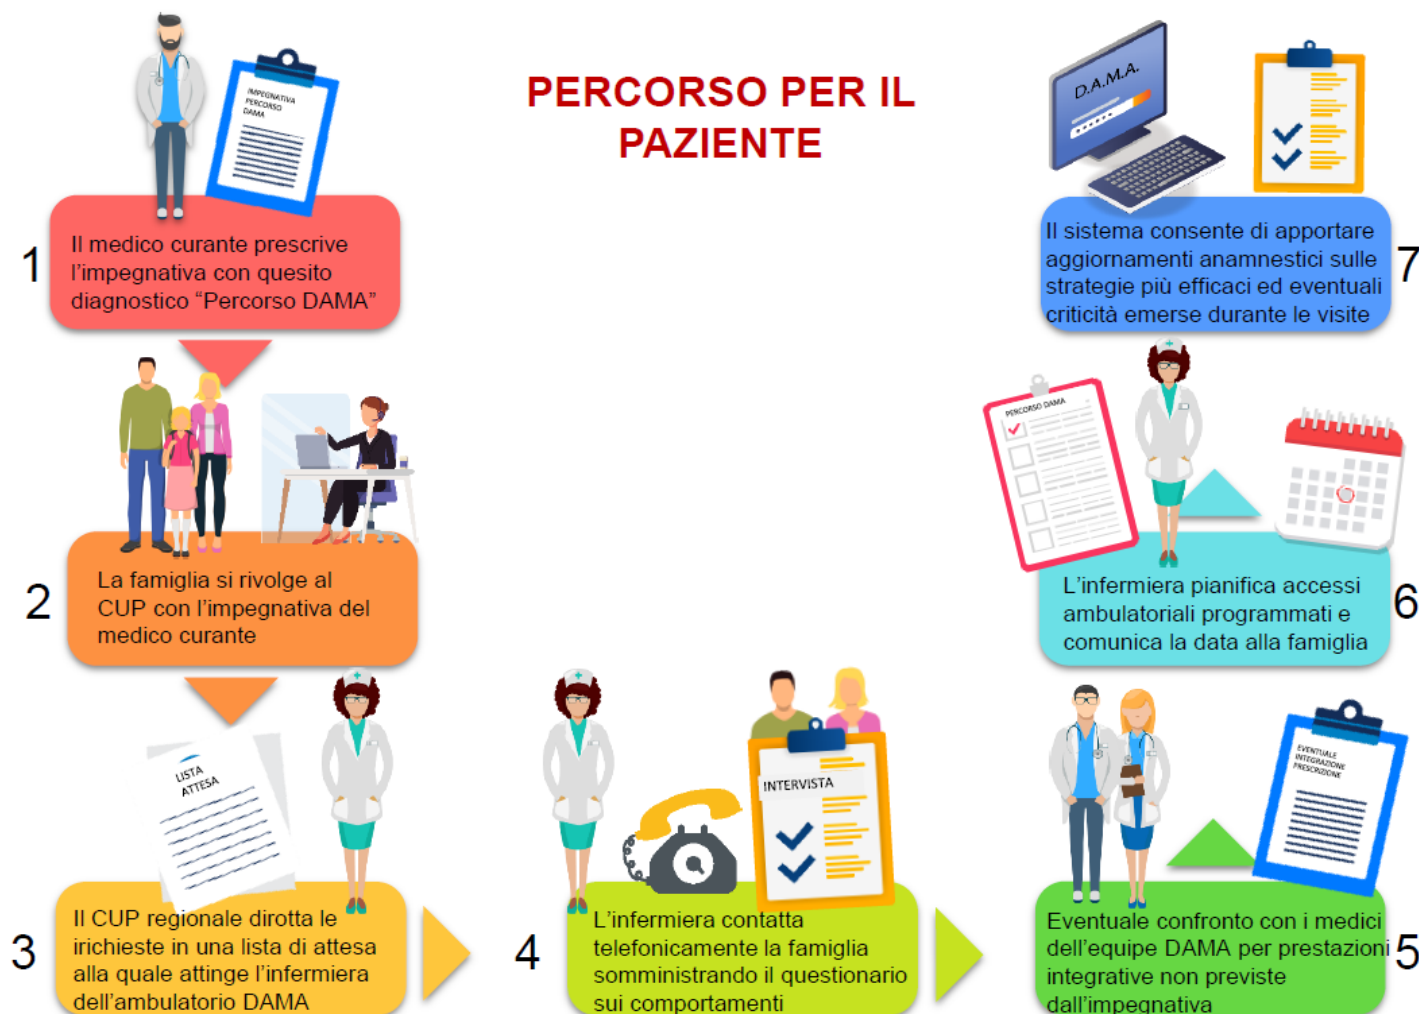 PERCORSO PER IL
PAZIENTE
IMPEGNATIVA
PERCORSO
DAMA
1
Il medico curante prescrive
l’impegnativa con quesito
diagnostico “Percorso DAMA”
2
La famiglia si rivolge al
CUP con l’impegnativa del
medico curante
LISTA
ATTESA
3
Il CUP regionale dirotta le
irichieste in una lista di attesa
alla quale attinge l’infermiera
dell’ambulatorio DAMA
INTERVISTA
4
L’infermiera contatta
telefonicamente la famiglia
somministrando il questionario
sui comportamenti
EVENTUALE
INTEGRAZIONE
PRESCRIZIONE
Eventuale confronto con i medici
dell’equipe DAMA per prestazioni
integrative non previste
dall’impegnativa
5
PERCORSO DAMA
L’infermiera pianifica accessi
ambulatoriali programmati e
comunica la data alla famiglia
6
D.A.M.A.
Il sistema consente di apportare
aggiornamenti anamnestici sulle
strategie più efficaci ed eventuali
criticità emerse durante le visite
7